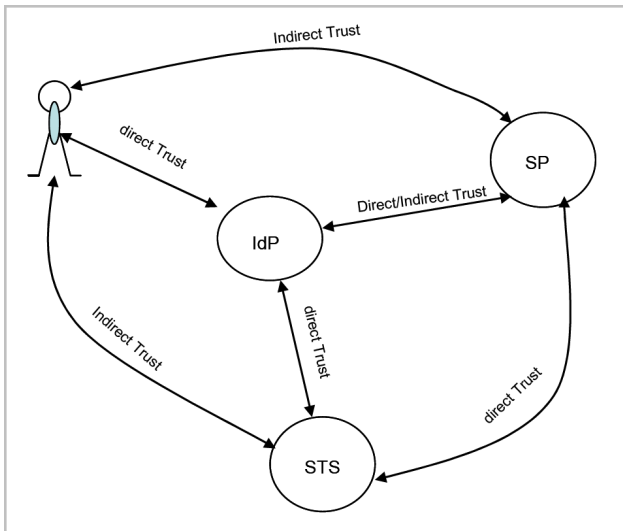 Indirect Trust
direct Trust
SP
Direct/Indirect Trust
IdP
Indirect Trust
direct Trust
direct Trust
STS